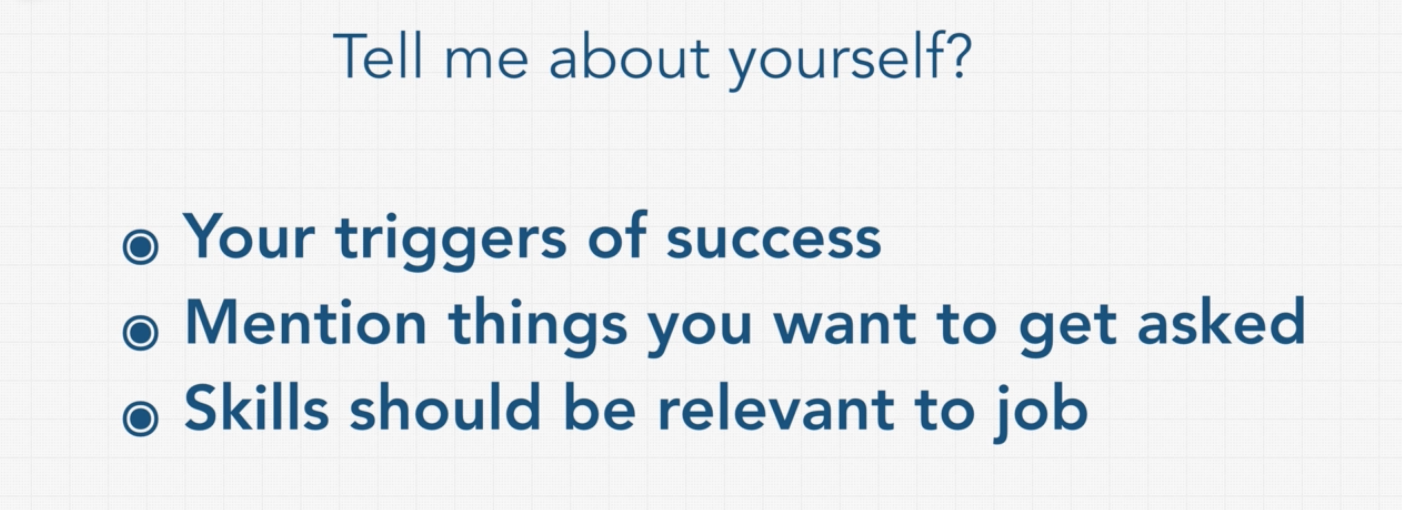 Tell me about yourself?
◉ Your triggers of success
◉ Mention things you want to get asked
◉ Skills should be relevant to job